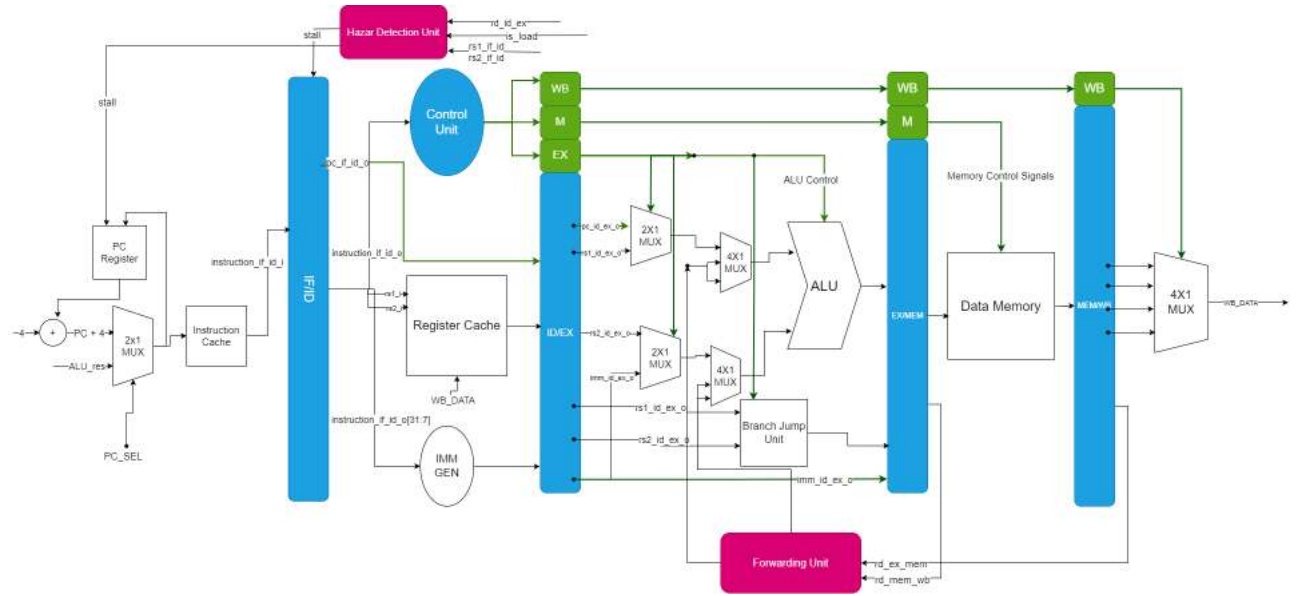 Hazar Detection Unit
rd_id_ex
is_load
rs1_if_id
rs2_if_id
stall
stall
WB
M
EX
WB
M
WB
Control
Unit
pc_if_id_o
ALU Control
Memory Control Signals
PC
Register
instruction_if_id_i
IF/ID
instruction_if_id_o
pc_id_ex_o
rs1_id_ex_o
2X1
MUX
4X1
MUX
ALU
4
+
PC + 4
2x1
MUX
ALU_res
Instruction
Cache
rs1_i
rs2_i
Register Cache
ID/EX
rs2_id_ex_o
2X1
MUX
imm_id_ex_o
4X1
MUX
EX/MEM
Data Memory
MEM/WB
4X1
MUX
WB_DATA
WB_DATA
instruction_if_id_o[31:7]
rs1_id_ex_o
rs2_id_ex_o
Branch Jump
Unit
PC_SEL
IMM
GEN
imm_id_ex_o
Forwarding Unit
rd_ex_mem
rd_mem_wb